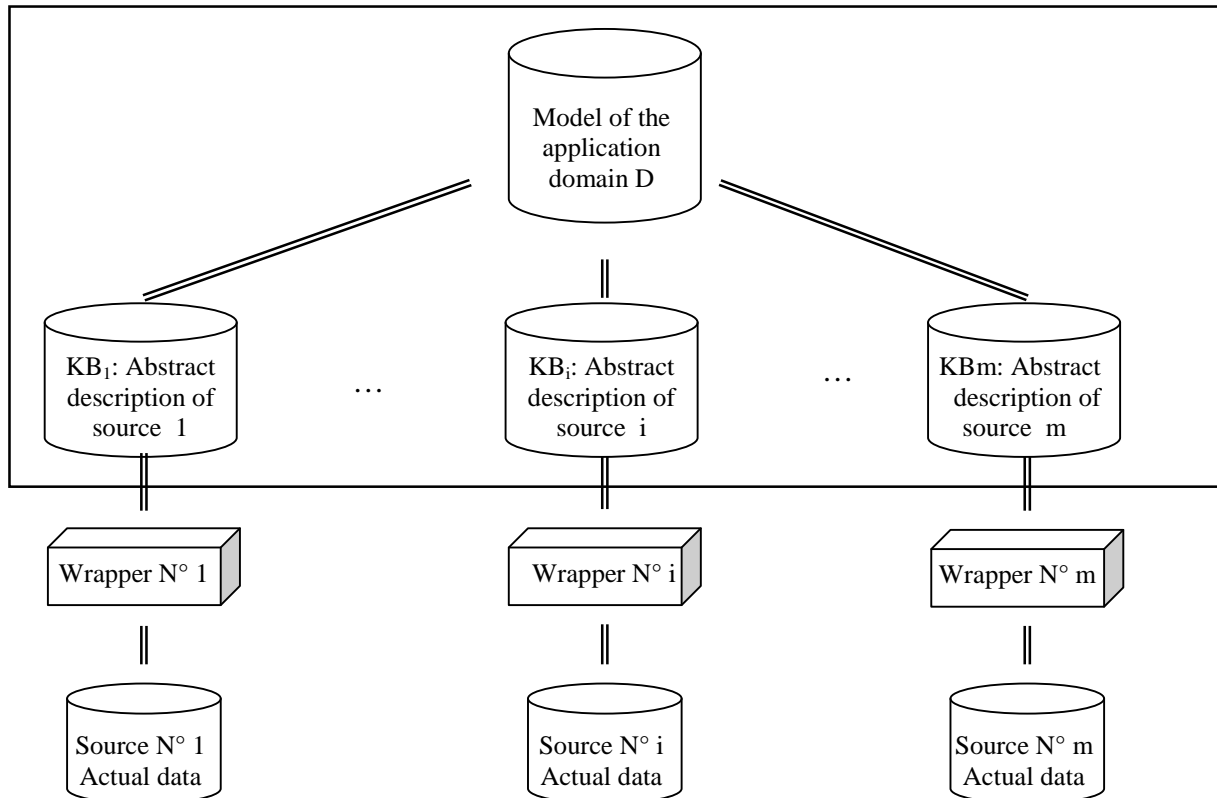 Model of the
application
domain D
KB₁: Abstract
description of
source 1
…
KBᵢ: Abstract
description of
source i
…
KBm: Abstract
description of
source m
Wrapper N° 1
Wrapper N° i
Wrapper N° m
Source N° 1
Actual data
Source N° i
Actual data
Source N° m
Actual data